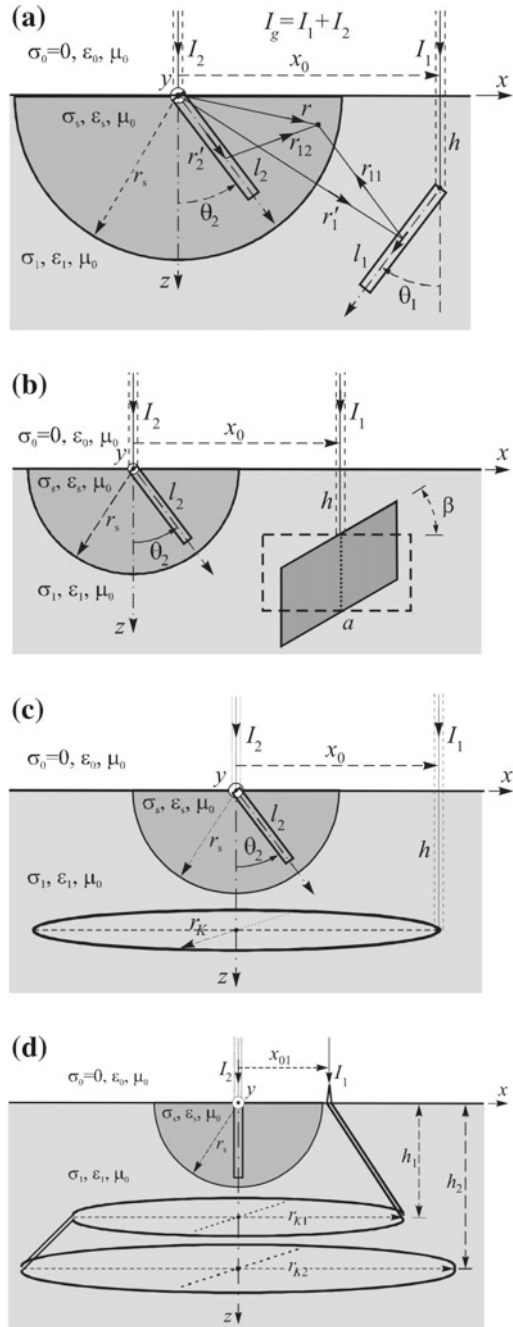 (a)
I_g = I_1 + I_2
σ_0=0, ε_0, μ_0
I_2
x_0
I_1
y
x
σ_s, ε_s, μ_0
r
h
r_s
r_2'
l_2
r_12
r_11
θ_2
r_1'
σ_1, ε_1, μ_0
l_1
z
θ_1
(b)
I_2
I_1
σ_0=0, ε_0, μ_0
x_0
y
x
σ_s, ε_s, μ_0
l_2
h
β
r_s
θ_2
σ_1, ε_1, μ_0
z
a
(c)
I_2
x_0
I_1
σ_0=0, ε_0, μ_0
y
x
σ_s, ε_s, μ_0
l_2
r_s
θ_2
h
σ_1, ε_1, μ_0
r_K
z
(d)
x_01
σ_0=0, ε_0, μ_0
I_2
y
I_1
x
σ_s, ε_s, μ_0
r_s
h_1
h_2
σ_1, ε_1, μ_0
r_K1
r_K2
z